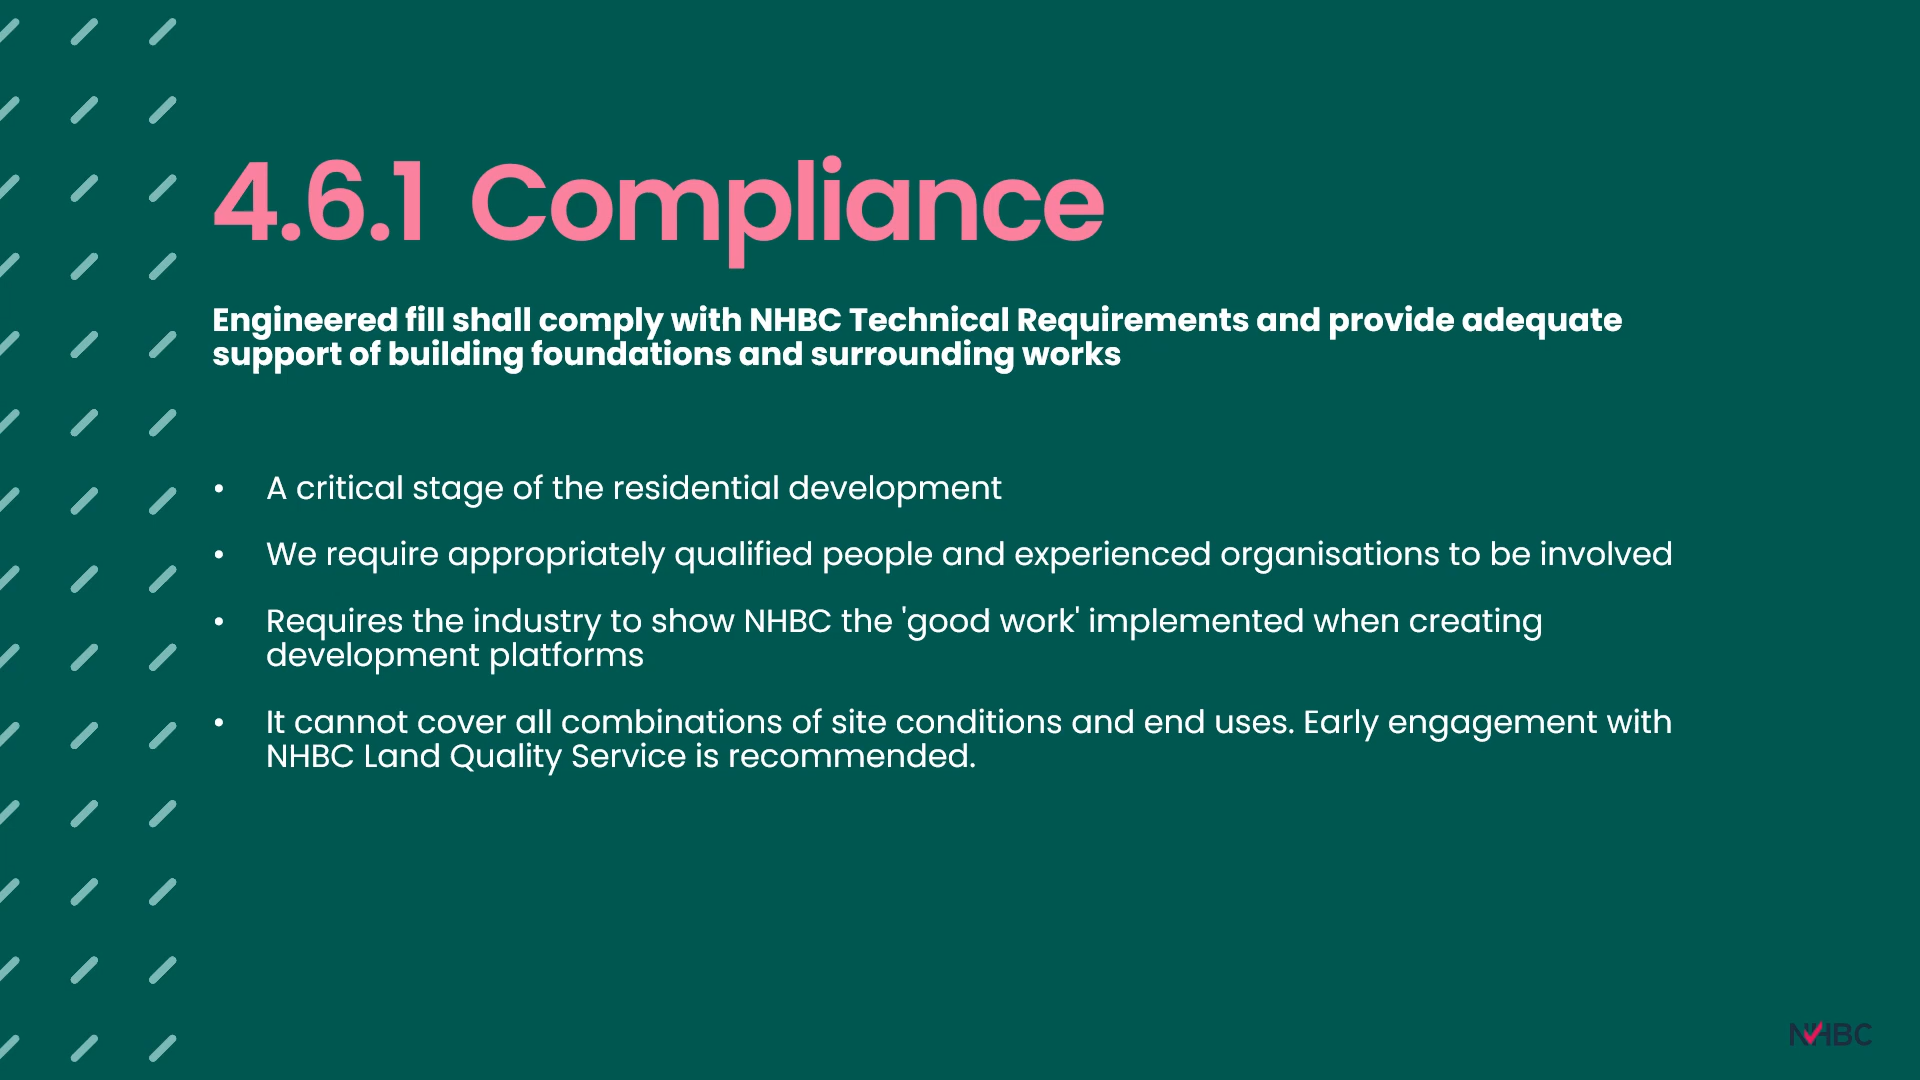 4.6.1 Compliance
Engineered fill shall comply with NHBC Technical Requirements and provide adequate
support of building foundations and surrounding works
• A critical stage of the residential development
• We require appropriately qualified people and experienced organisations to be involved
• Requires the industry to show NHBC the 'good work' implemented when creating
development platforms
• It cannot cover all combinations of site conditions and end uses. Early engagement with
NHBC Land Quality Service is recommended.
NHBC